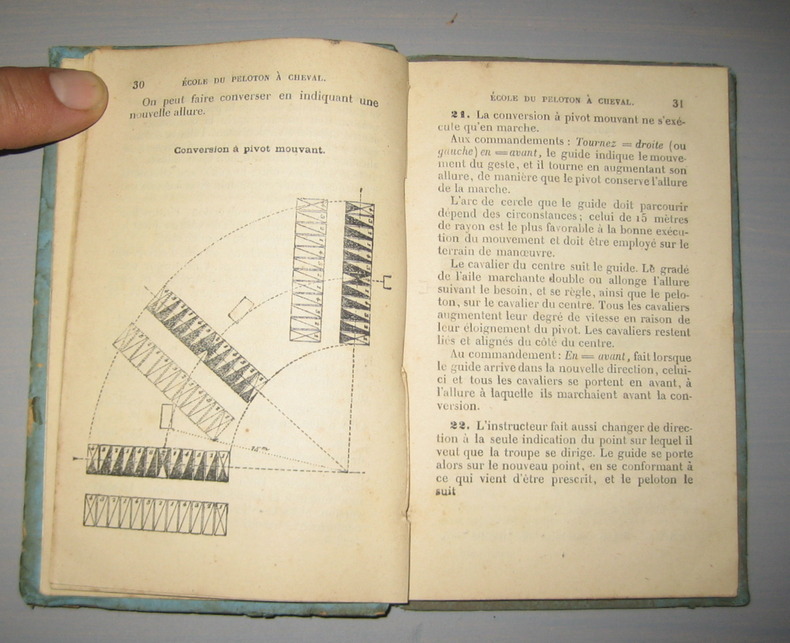 30 ÉCOLE DU PELOTON À CHEVAL.
On peut faire converser en indiquant une
nouvelle allure.
Conversion à pivot mouvant.
ÉCOLE DU PELOTON À CHEVAL. 31
21. La conversion à pivot mouvant ne s'exé-
cute qu'en marche.
Aux commandements : Tournez = droite (ou
gauche) en = avant, le guide indique le mouve-
ment du geste, et il tourne en augmentant son
allure, de manière que le pivot conserve l'allure
de la marche.
L'arc de cercle que le guide doit parcourir
dépend des circonstances ; celui de 15 mètres
de rayon est le plus favorable à la bonne exécu-
tion du mouvement et doit être employé sur le
terrain de manœuvre.
Le cavalier du centre suit le guide. Le gradé
de l'aile marchante double ou allonge l'allure
suivant le besoin, et se règle, ainsi que le pelo-
ton, sur le cavalier du centre. Tous les cavaliers
augmentent leur degré de vitesse en raison de
leur éloignement du pivot. Les cavaliers restent
liés et alignés du côté du centre.
Au commandement : En = avant, fait lorsque
le guide arrive dans la nouvelle direction, celui-
ci et tous les cavaliers se portent en avant, à
l'allure à laquelle ils marchaient avant la con-
version.
22. L'instructeur fait aussi changer de direc-
tion à la seule indication du point sur lequel il
veut que la troupe se dirige. Le guide se porte
alors sur le nouveau point, en se conformant à
ce qui vient d'être prescrit, et le peloton le
suit